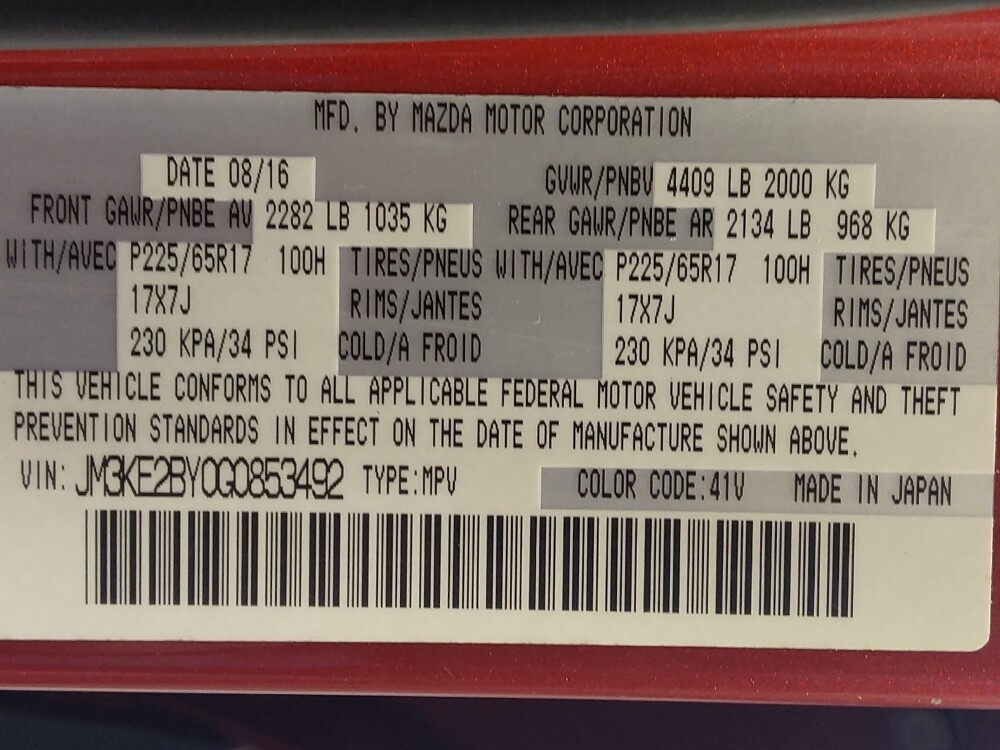 MFD. BY MAZDA MOTOR CORPORATION
DATE 08/16 GVWR/PNBV 4409 LB 2000 KG
FRONT GAWR/PNBE AV 2282 LB 1035 KG REAR GAWR/PNBE AR 2134 LB 968 KG
WITH/AVEC P225/65R17 100H TIRES/PNEUS WITH/AVEC P225/65R17 100H TIRES/PNEUS
17X7J RIMS/JANTES 17X7J RIMS/JANTES
230 KPA/34 PSI COLD/A FROID 230 KPA/34 PSI COLD/A FROID
THIS VEHICLE CONFORMS TO ALL APPLICABLE FEDERAL MOTOR VEHICLE SAFETY AND THEFT
PREVENTION STANDARDS IN EFFECT ON THE DATE OF MANUFACTURE SHOWN ABOVE.
VIN: JM3KE2BY0G0853492 TYPE:MPV COLOR CODE:41V MADE IN JAPAN